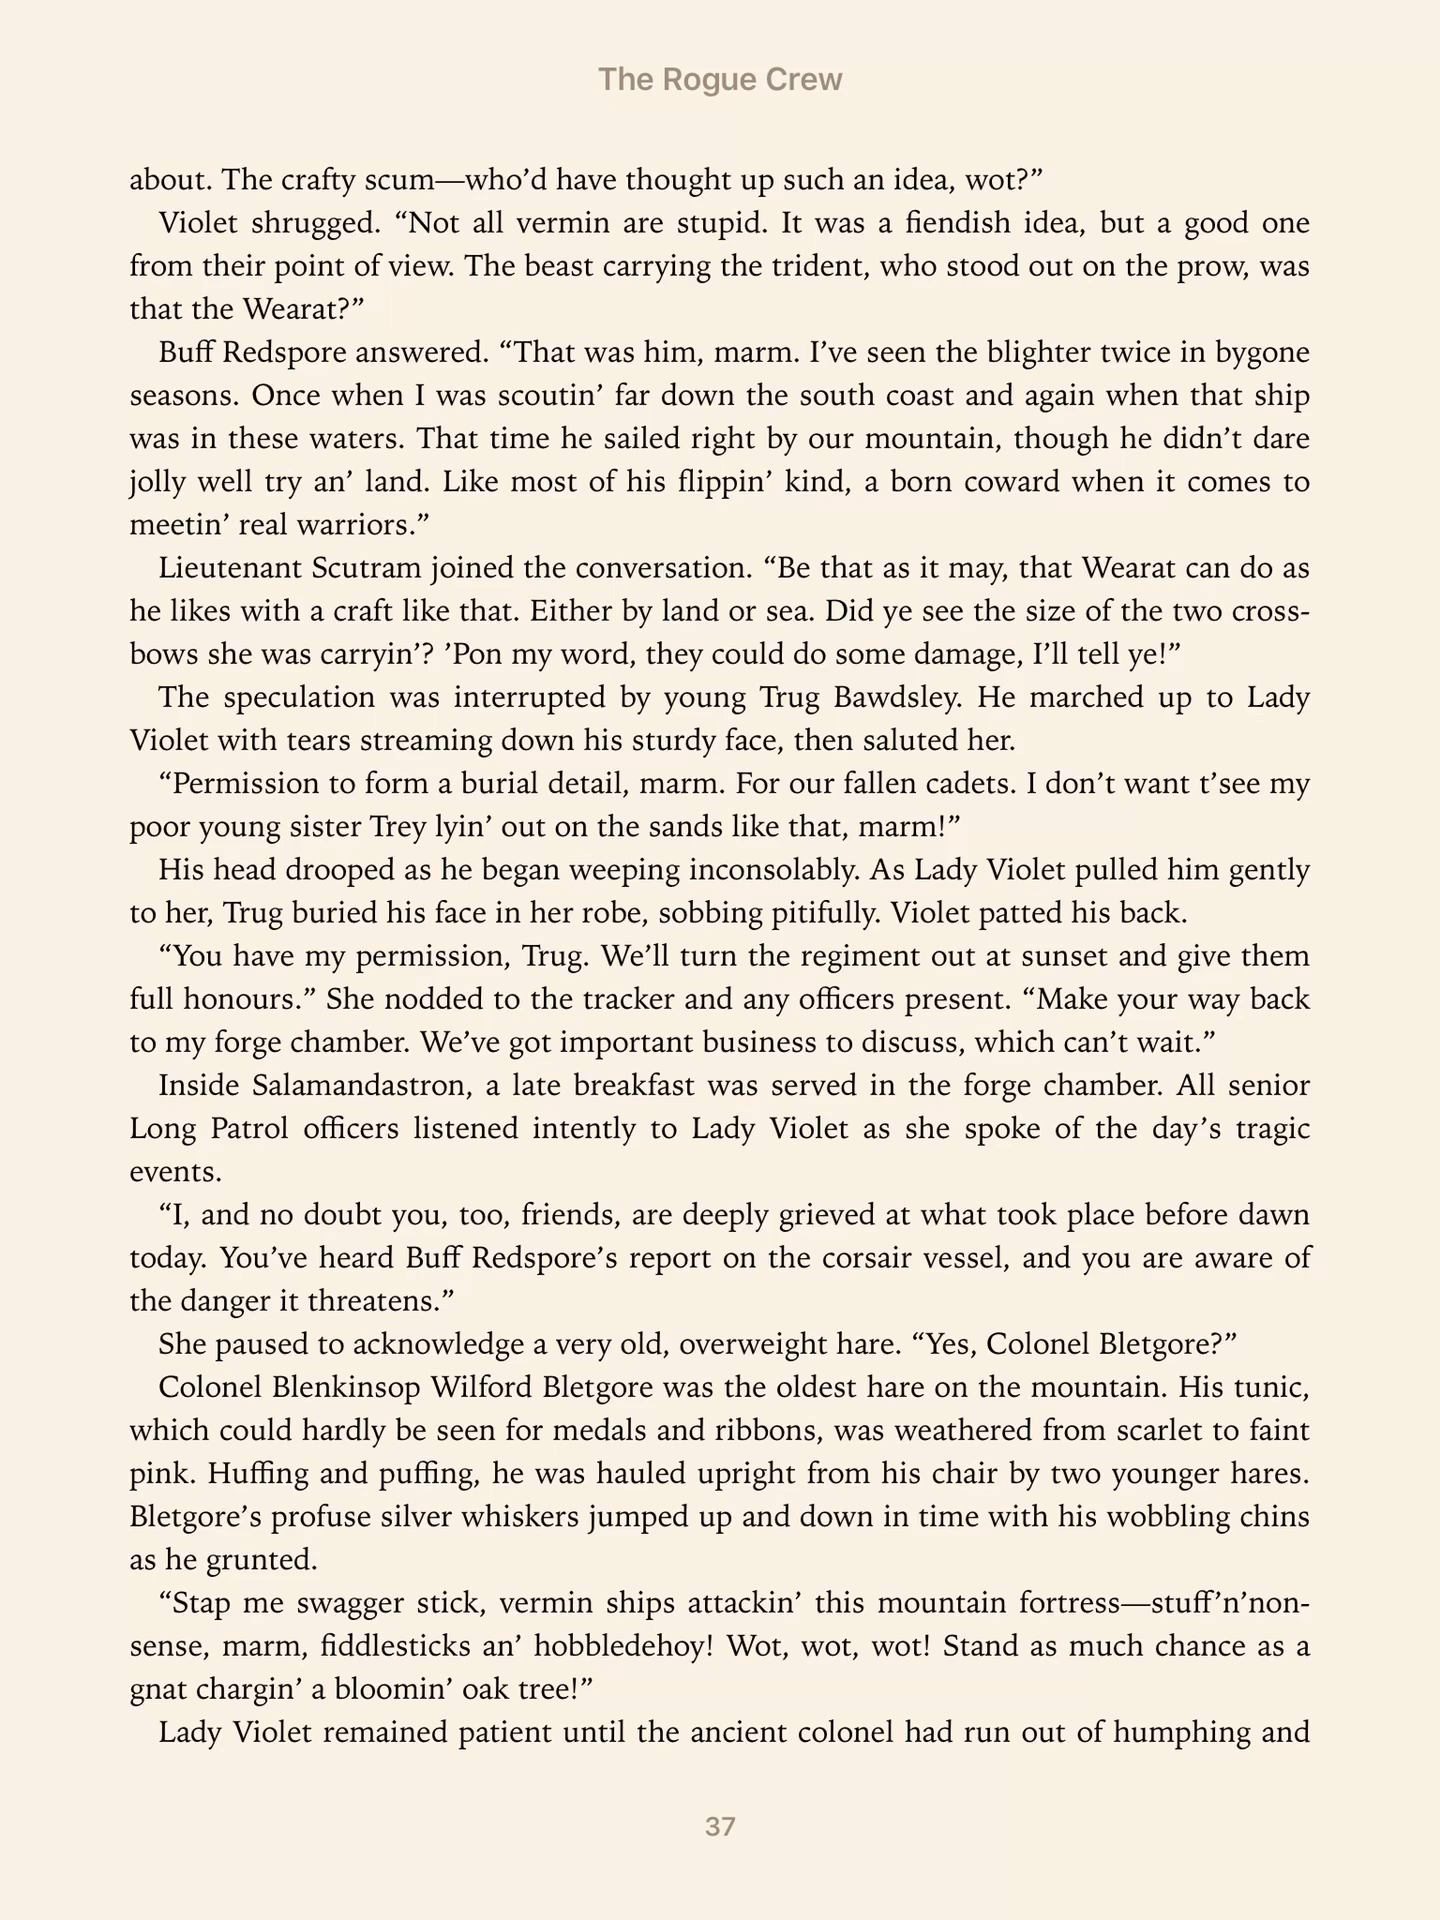 The Rogue Crew
about. The crafty scum—who’d have thought up such an idea, wot?”
Violet shrugged. “Not all vermin are stupid. It was a fiendish idea, but a good one
from their point of view. The beast carrying the trident, who stood out on the prow, was
that the Wearat?”
Buff Redspore answered. “That was him, marm. I’ve seen the blighter twice in bygone
seasons. Once when I was scoutin’ far down the south coast and again when that ship
was in these waters. That time he sailed right by our mountain, though he didn’t dare
jolly well try an’ land. Like most of his flippin’ kind, a born coward when it comes to
meetin’ real warriors.”
Lieutenant Scutram joined the conversation. “Be that as it may, that Wearat can do as
he likes with a craft like that. Either by land or sea. Did ye see the size of the two cross-
bows she was carryin’? ’Pon my word, they could do some damage, I’ll tell ye!”
The speculation was interrupted by young Trug Bawdsley. He marched up to Lady
Violet with tears streaming down his sturdy face, then saluted her.
“Permission to form a burial detail, marm. For our fallen cadets. I don’t want t’see my
poor young sister Trey lyin’ out on the sands like that, marm!”
His head drooped as he began weeping inconsolably. As Lady Violet pulled him gently
to her, Trug buried his face in her robe, sobbing pitifully. Violet patted his back.
“You have my permission, Trug. We’ll turn the regiment out at sunset and give them
full honours.” She nodded to the tracker and any officers present. “Make your way back
to my forge chamber. We’ve got important business to discuss, which can’t wait.”
Inside Salamandastron, a late breakfast was served in the forge chamber. All senior
Long Patrol officers listened intently to Lady Violet as she spoke of the day’s tragic
events.
“I, and no doubt you, too, friends, are deeply grieved at what took place before dawn
today. You’ve heard Buff Redspore’s report on the corsair vessel, and you are aware of
the danger it threatens.”
She paused to acknowledge a very old, overweight hare. “Yes, Colonel Bletgore?”
Colonel Blenkinsop Wilford Bletgore was the oldest hare on the mountain. His tunic,
which could hardly be seen for medals and ribbons, was weathered from scarlet to faint
pink. Huffing and puffing, he was hauled upright from his chair by two younger hares.
Bletgore’s profuse silver whiskers jumped up and down in time with his wobbling chins
as he grunted.
“Stap me swagger stick, vermin ships attackin’ this mountain fortress—stuff’n’non-
sense, marm, fiddlesticks an’ hobbledehoy! Wot, wot, wot! Stand as much chance as a
gnat chargin’ a bloomin’ oak tree!”
Lady Violet remained patient until the ancient colonel had run out of humphing and
37